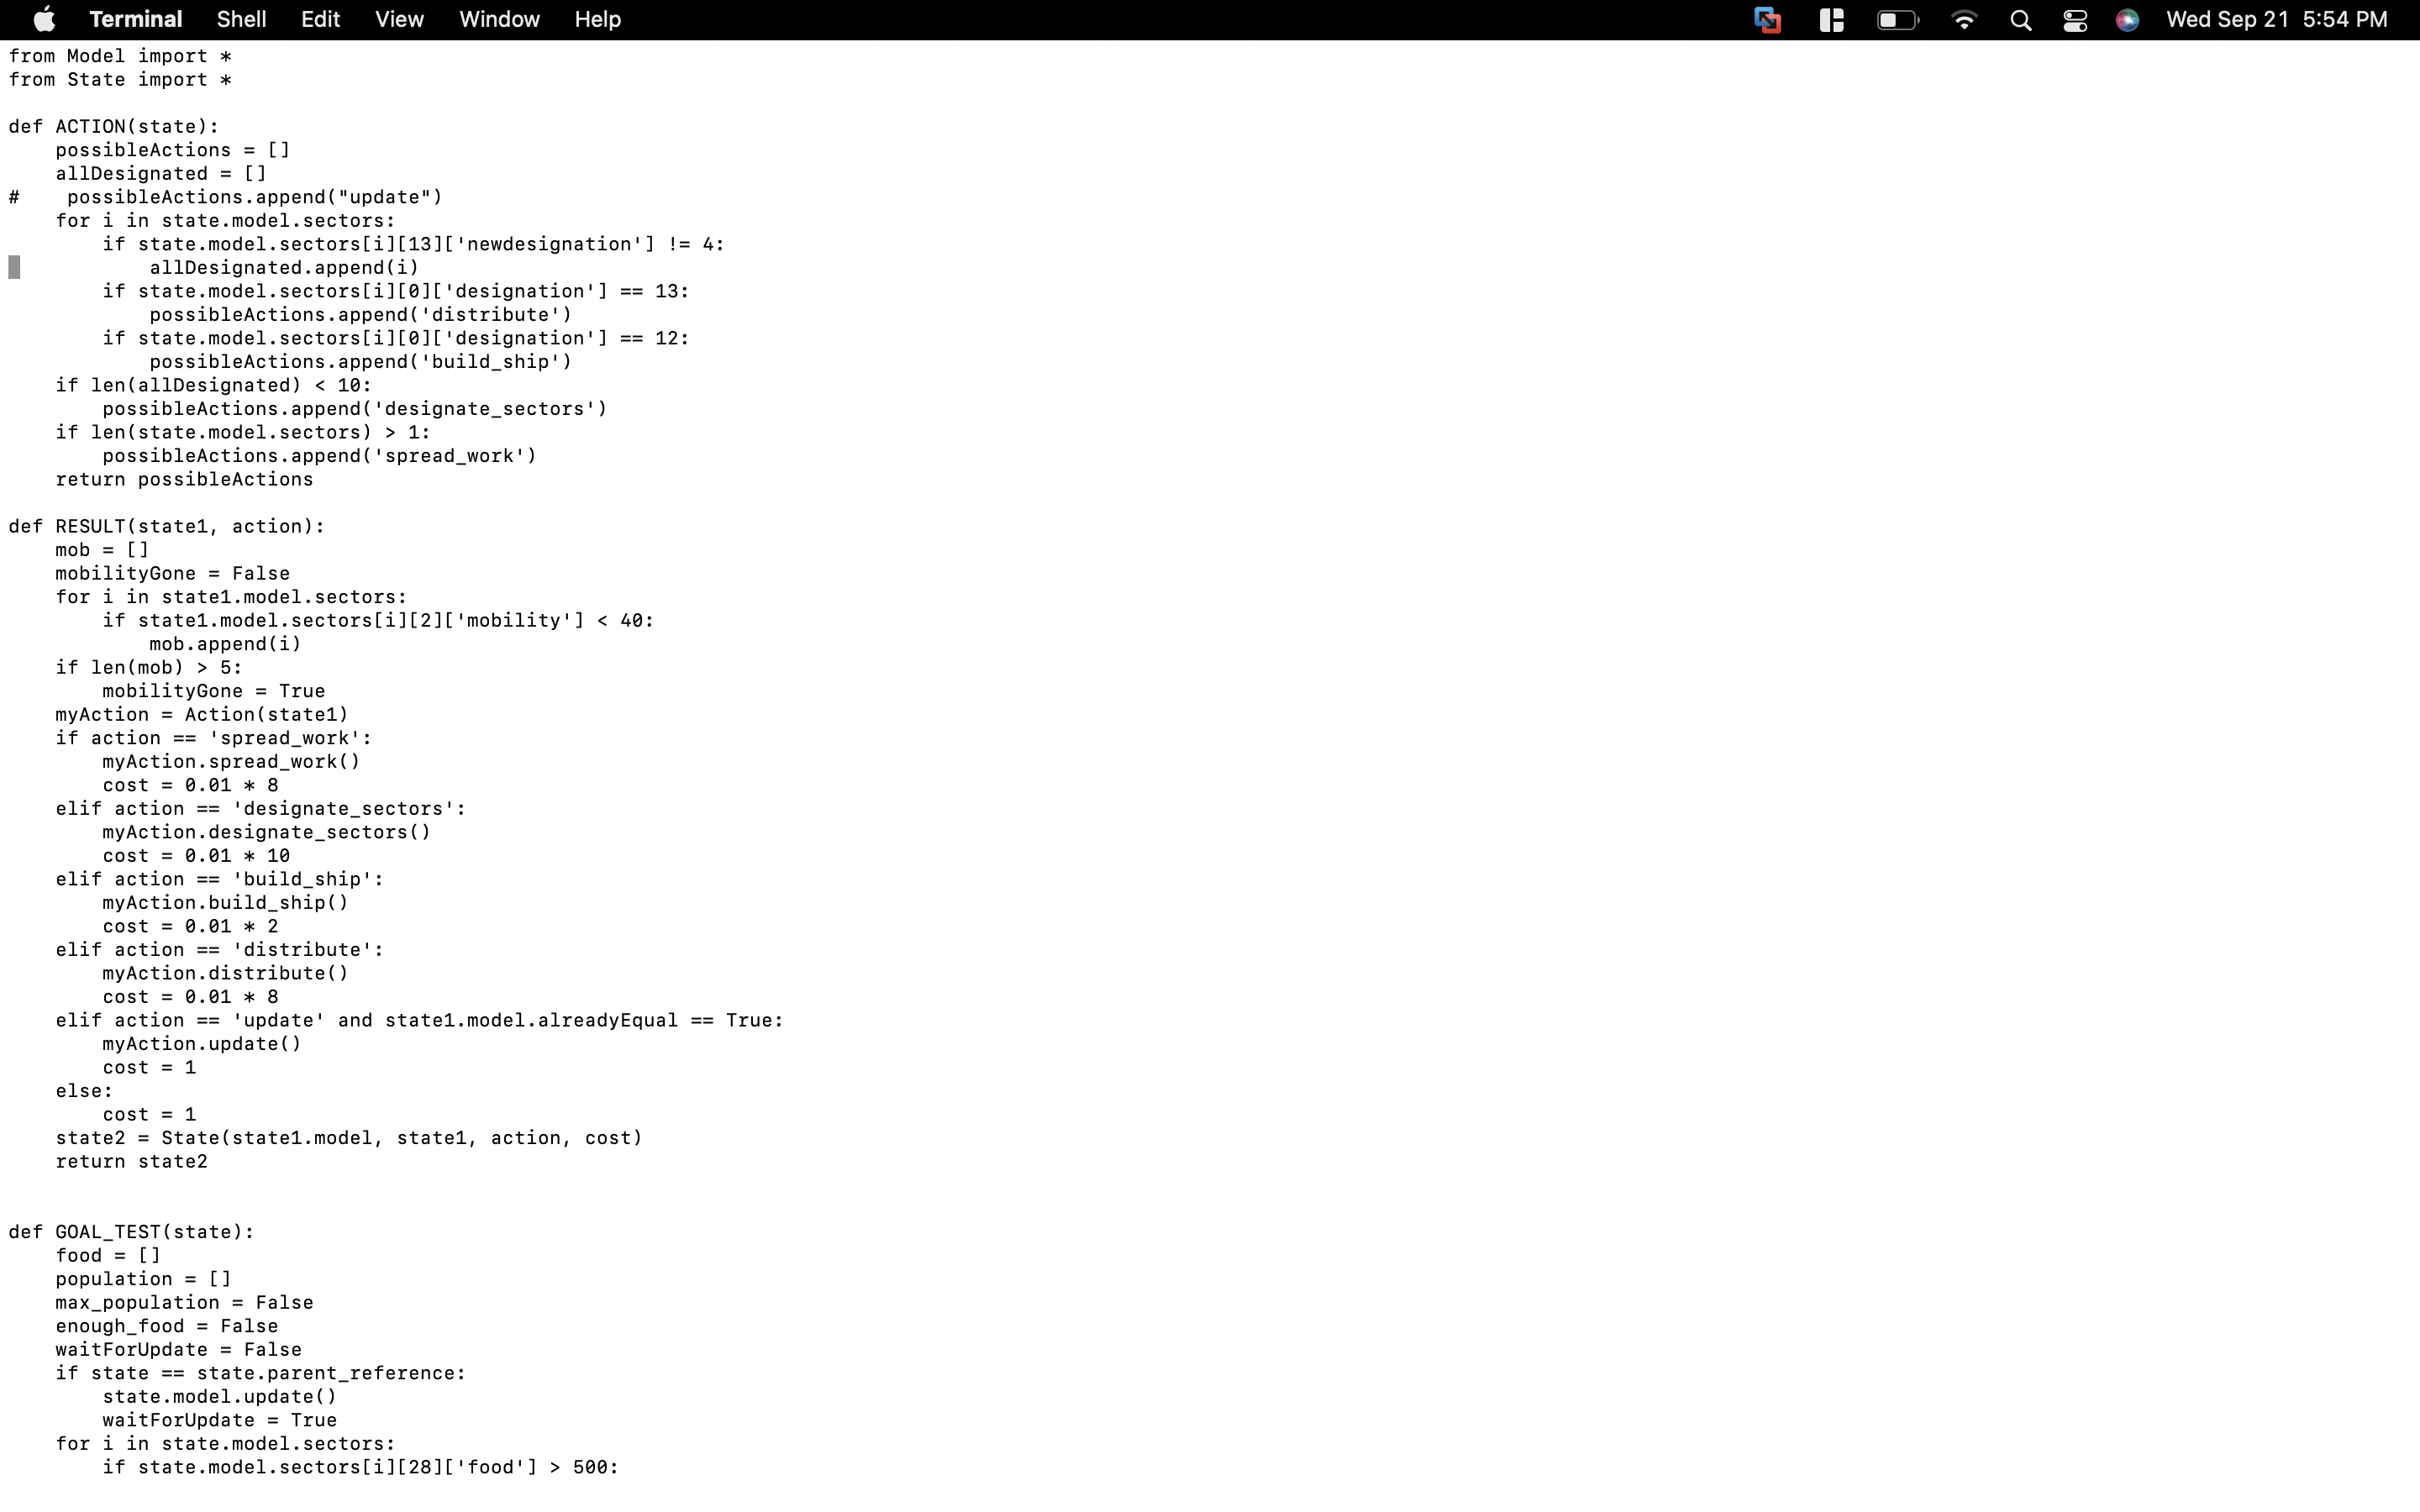 Terminal Shell Edit View Window Help Wed Sep 21 5:54 PM
from Model import *
from State import *

def ACTION(state):
    possibleActions = []
    allDesignated = []
#    possibleActions.append("update")
    for i in state.model.sectors:
        if state.model.sectors[i][13]['newdesignation'] != 4:
            allDesignated.append(i)
        if state.model.sectors[i][0]['designation'] == 13:
            possibleActions.append('distribute')
        if state.model.sectors[i][0]['designation'] == 12:
            possibleActions.append('build_ship')
    if len(allDesignated) < 10:
        possibleActions.append('designate_sectors')
    if len(state.model.sectors) > 1:
        possibleActions.append('spread_work')
    return possibleActions

def RESULT(state1, action):
    mob = []
    mobilityGone = False
    for i in state1.model.sectors:
        if state1.model.sectors[i][2]['mobility'] < 40:
            mob.append(i)
    if len(mob) > 5:
        mobilityGone = True
    myAction = Action(state1)
    if action == 'spread_work':
        myAction.spread_work()
        cost = 0.01 * 8
    elif action == 'designate_sectors':
        myAction.designate_sectors()
        cost = 0.01 * 10
    elif action == 'build_ship':
        myAction.build_ship()
        cost = 0.01 * 2
    elif action == 'distribute':
        myAction.distribute()
        cost = 0.01 * 8
    elif action == 'update' and state1.model.alreadyEqual == True:
        myAction.update()
        cost = 1
    else:
        cost = 1
    state2 = State(state1.model, state1, action, cost)
    return state2


def GOAL_TEST(state):
    food = []
    population = []
    max_population = False
    enough_food = False
    waitForUpdate = False
    if state == state.parent_reference:
        state.model.update()
        waitForUpdate = True
    for i in state.model.sectors:
        if state.model.sectors[i][28]['food'] > 500: